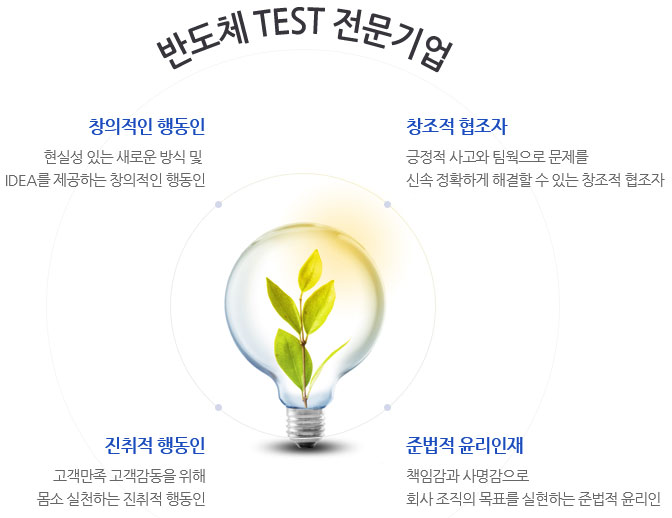 반도체 TEST 전문기업
창의적인 행동인
현실성 있는 새로운 방식 및
IDEA를 제공하는 창의적인 행동인
창조적 협조자
긍정적 사고와 팀웍으로 문제를
신속 정확하게 해결할 수 있는 창조적 협조자
진취적 행동인
고객만족 고객감동을 위해
몸소 실천하는 진취적 행동인
준법적 윤리인재
책임감과 사명감으로
회사 조직의 목표를 실현하는 준법적 윤리인